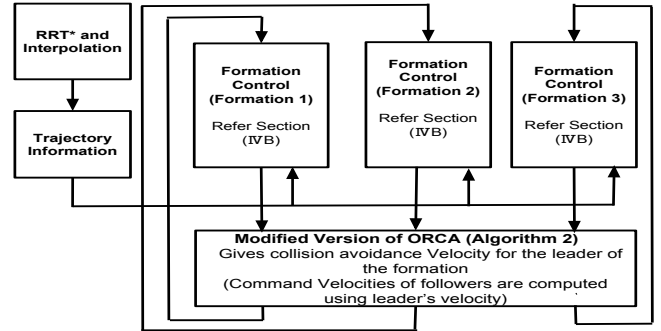 RRT* and
Interpolation
Trajectory
Information
Formation
Control
(Formation 1)
Refer Section
(IVB)
Formation
Control
(Formation 2)
Refer Section
(IVB)
Formation
Control
(Formation 3)
Refer Section
(IVB)
Modified Version of ORCA (Algorithm 2)
Gives collision avoidance Velocity for the leader of
the formation
(Command Velocities of followers are computed
using leader's velocity)